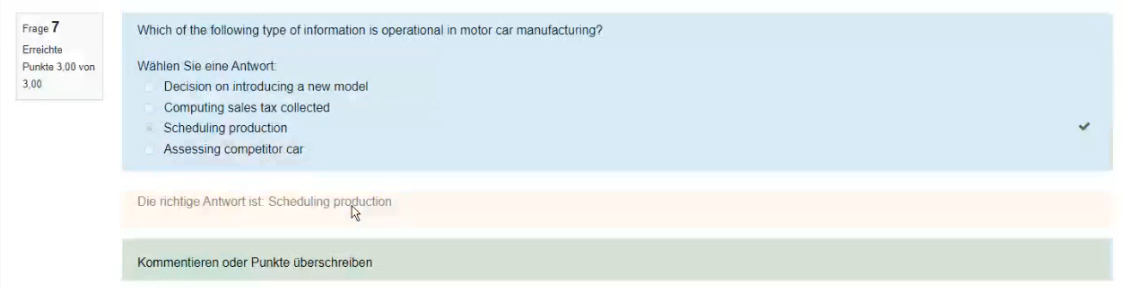 Frage 7
Erreichte
Punkte 3,00 von
3,00
Which of the following type of information is operational in motor car manufacturing?
Wählen Sie eine Antwort:
Decision on introducing a new model
Computing sales tax collected
Scheduling production
Assessing competitor car
Die richtige Antwort ist: Scheduling production
Kommentieren oder Punkte überschreiben